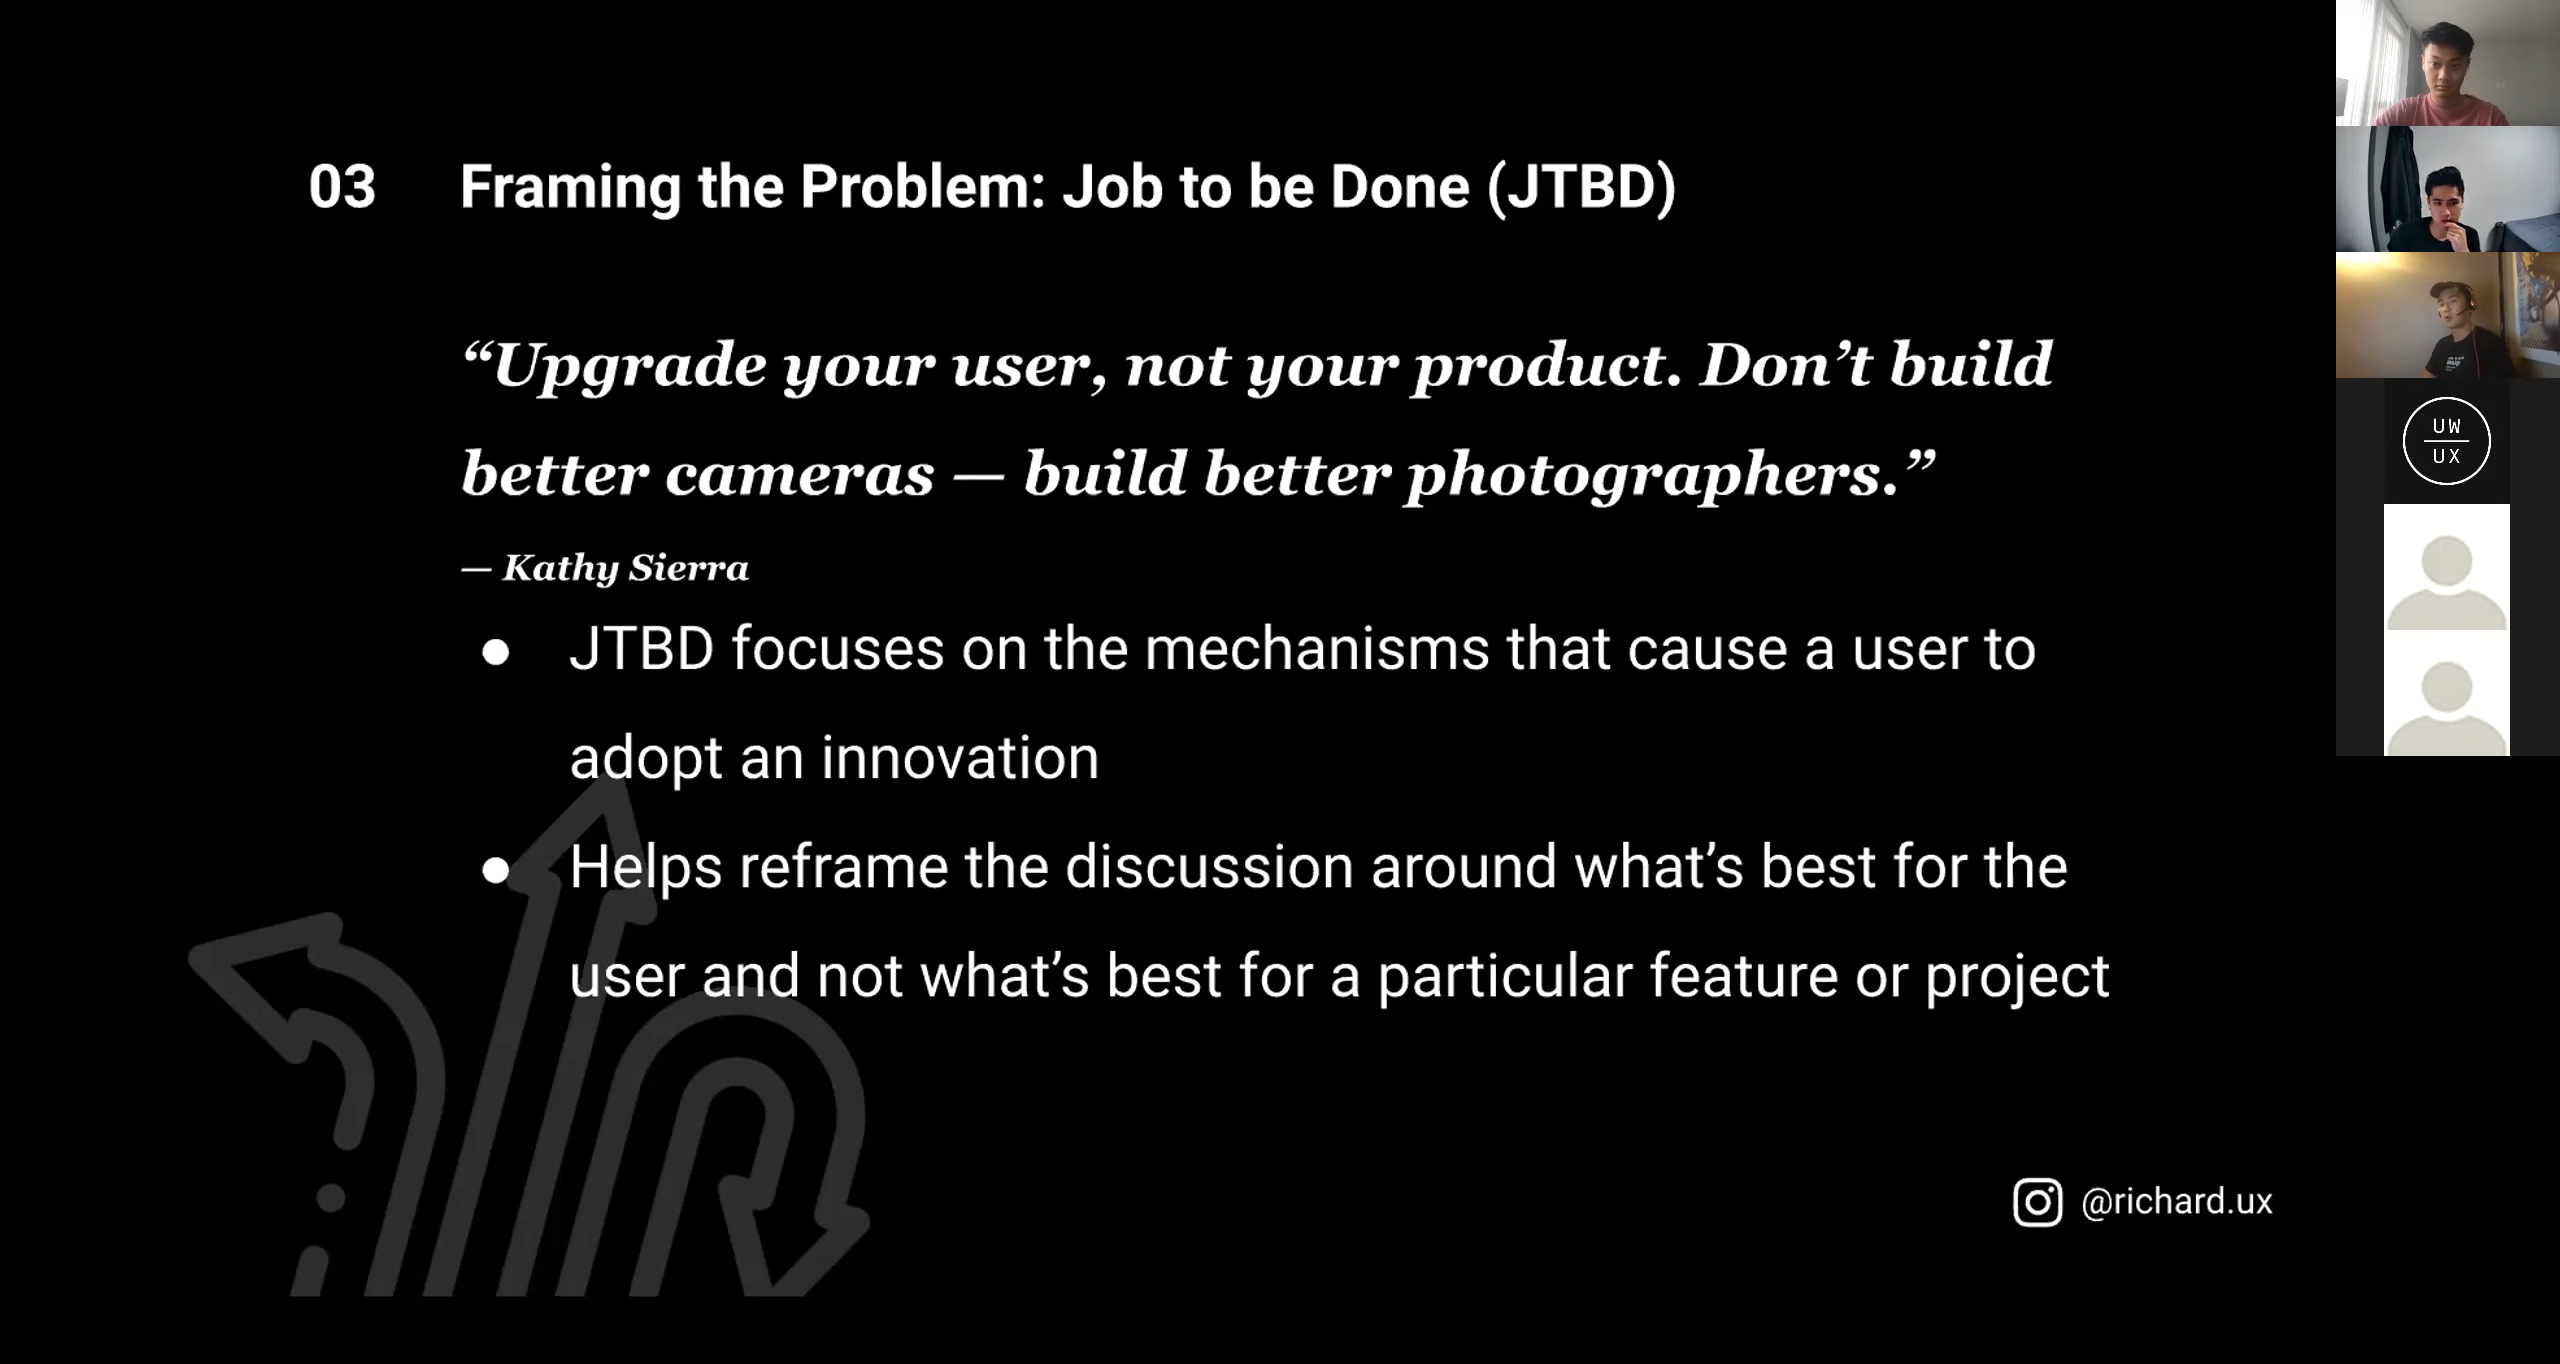 03 Framing the Problem: Job to be Done (JTBD)
“Upgrade your user, not your product. Don’t build
better cameras — build better photographers.”
— Kathy Sierra
● JTBD focuses on the mechanisms that cause a user to
adopt an innovation
● Helps reframe the discussion around what’s best for the
user and not what’s best for a particular feature or project
@richard.ux
UW
UX